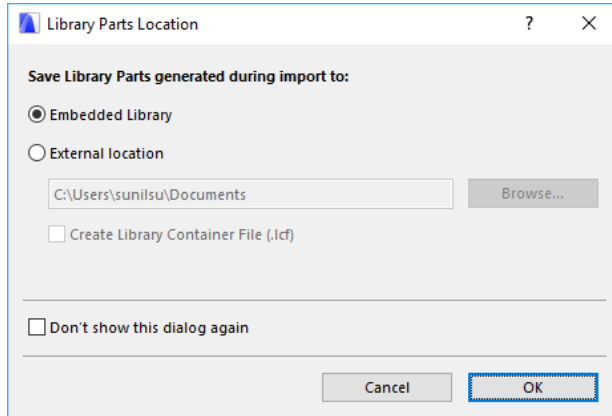 Library Parts Location
?
Save Library Parts generated during import to:
Embedded Library
External location
C:\Users\sunilsu\Documents
Browse...
Create Library Container File (.lcf)
Don't show this dialog again
Cancel
OK